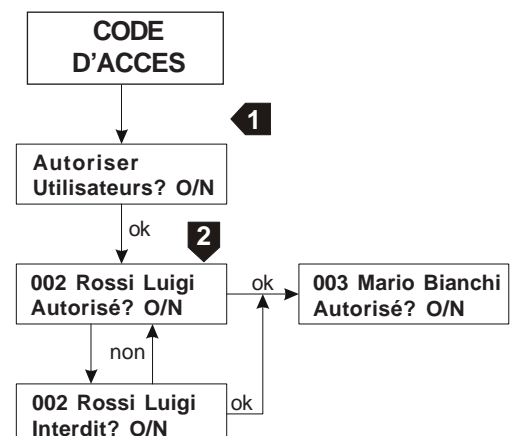 CODE
D'ACCES
1
Autoriser
Utilisateurs? O/N
ok
2
002 Rossi Luigi
Autorisé? O/N
ok
003 Mario Bianchi
Autorisé? O/N
non
002 Rossi Luigi
Interdit? O/N
ok